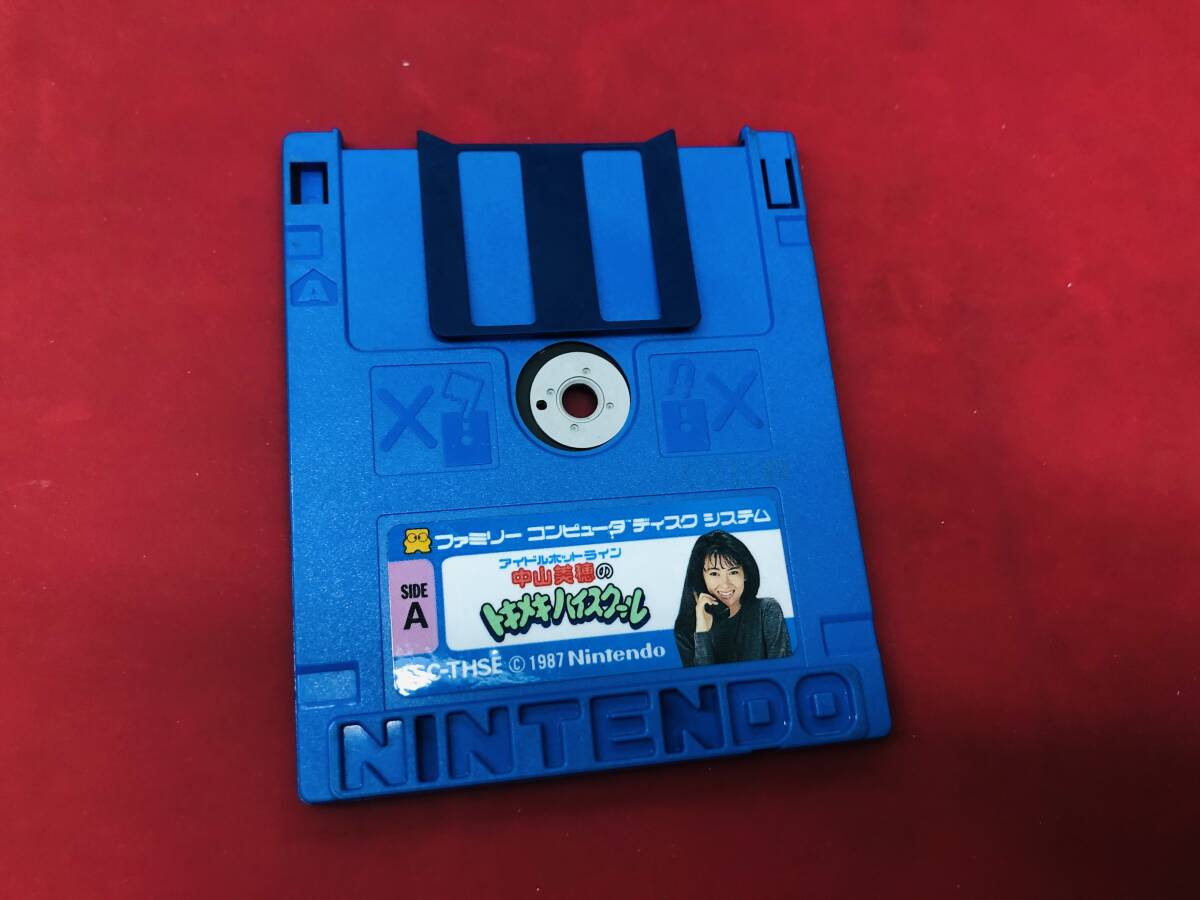 A
ファミリー コンピュータ ディスク システム
SIDE
A
アイドルホットライン
中山美穂の
トキメキハイスクール
SC-THSE © 1987 Nintendo
NINTENDO